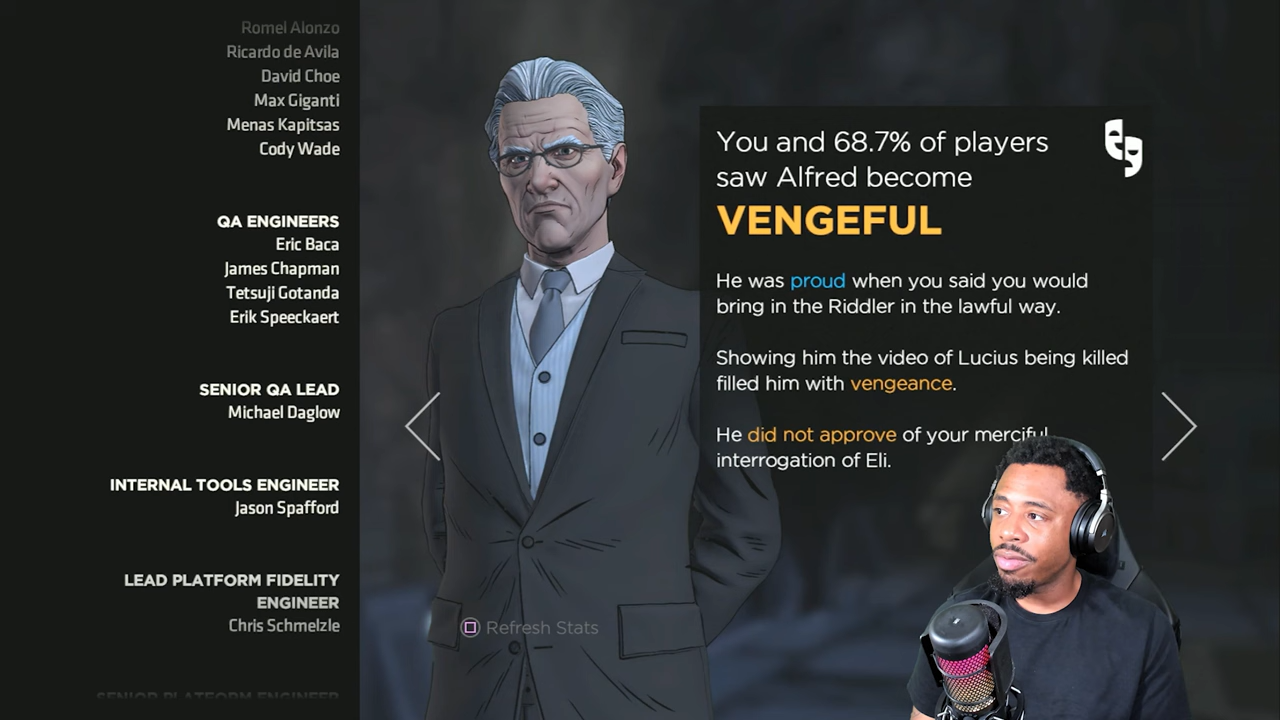 Romel Alonzo
Ricardo de Avila
David Choe
Max Giganti
Menas Kapitsas
Cody Wade
QA ENGINEERS
Eric Baca
James Chapman
Tetsuji Gotanda
Erik Speeckaert
SENIOR QA LEAD
Michael Daglow
INTERNAL TOOLS ENGINEER
Jason Spafford
LEAD PLATFORM FIDELITY
ENGINEER
Chris Schmelzle
SENIOR PLATFORM ENGINEER
You and 68.7% of players
saw Alfred become
VENGEFUL
He was proud when you said you would
bring in the Riddler in the lawful way.
Showing him the video of Lucius being killed
filled him with vengeance.
He did not approve of your merciful
interrogation of Eli.
Refresh Stats